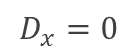 Dₓ = 0